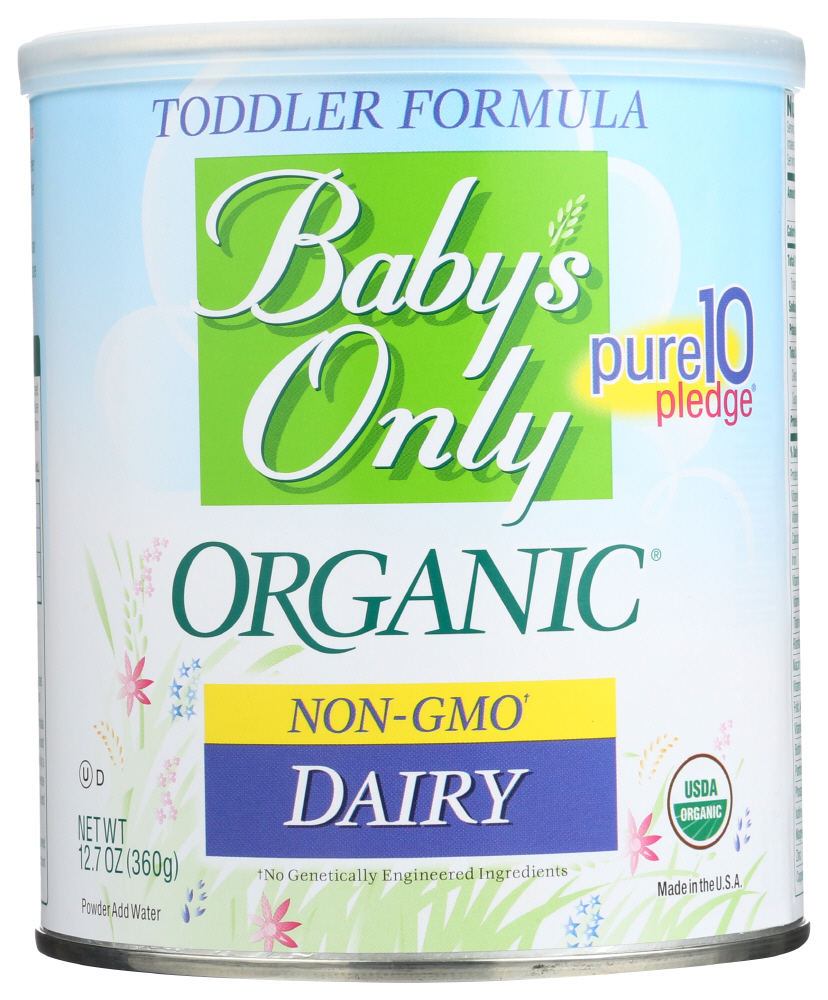 TODDLER FORMULA
Baby's
Only
pure10
pledge®
ORGANIC®
NON-GMO†
DAIRY
U D
USDA
ORGANIC
NET WT
12.7 OZ (360g)
†No Genetically Engineered Ingredients
Made in the U.S.A.
Powder Add Water